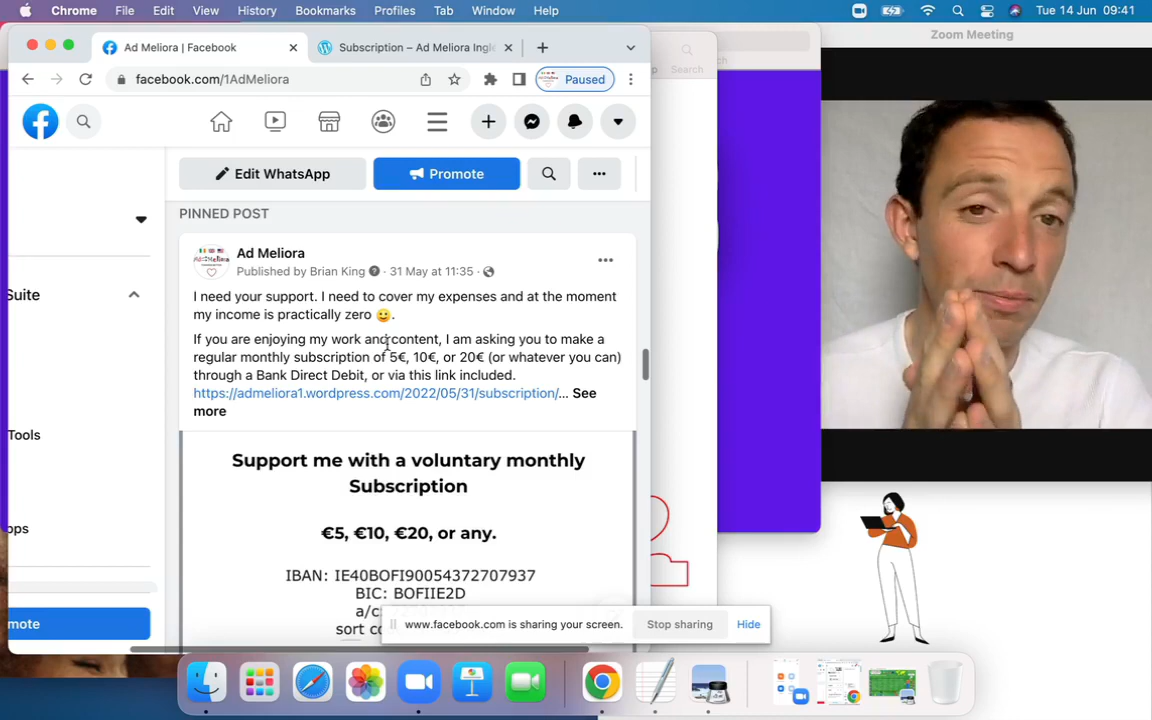 Chrome File Edit View History Bookmarks Profiles Tab Window Help Tue 14 Jun 09:41
Zoom Meeting
Ad Meliora | Facebook
Subscription – Ad Meliora Ingle
Search
facebook.com/1AdMeliora
Paused
Edit WhatsApp
Promote
PINNED POST
Ad Meliora
Published by Brian King · 31 May at 11:35 ·
I need your support. I need to cover my expenses and at the moment
my income is practically zero 😉.
If you are enjoying my work and content, I am asking you to make a
regular monthly subscription of 5€, 10€, or 20€ (or whatever you can)
through a Bank Direct Debit, or via this link included.
https://admeliora1.wordpress.com/2022/05/31/subscription/... See
more
Suite
Tools
ops
mote
Support me with a voluntary monthly
Subscription
€5, €10, €20, or any.
IBAN: IE40BOFI90054372707937
BIC: BOFIIE2D
a/c:
sort co
www.facebook.com is sharing your screen.
Stop sharing
Hide